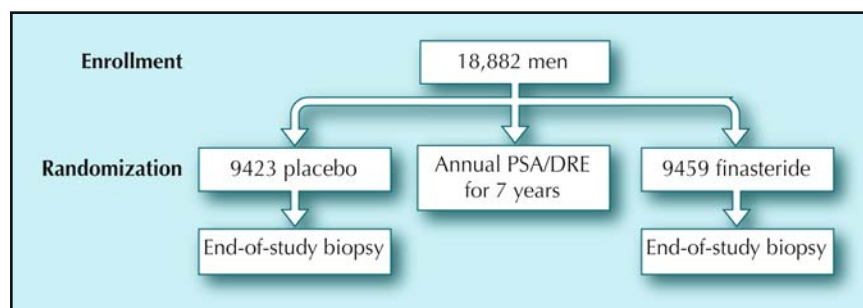 Enrollment
18,882 men
Randomization
9423 placebo
Annual PSA/DRE
for 7 years
9459 finasteride
End-of-study biopsy
End-of-study biopsy